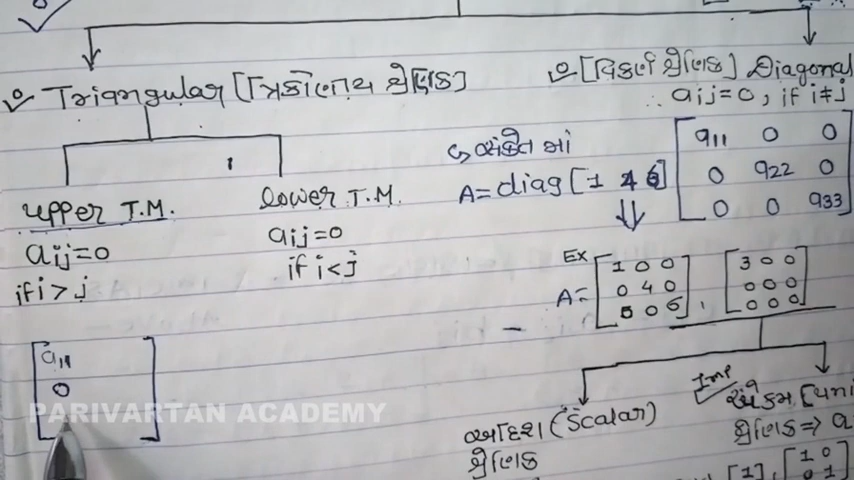 Triangular [ત્રિકોણીય શ્રેણિક]
upper T.M.
aij=0
if i > j
lower T.M.
aij=0
if i < j
[a11
0
[વિકર્ણ શ્રેણિક] Diagonal
∴ aij=0, if i≠j
સંકેત માં
A= diag [1 4 6]
[a11 0 0
0 a22 0
0 0 a33]
Ex
A= [1 0 0
0 4 0
0 0 6],
[3 0 0
0 0 0
0 0 0]
અદિશ (Scalar)
શ્રેણિક
Imp
એકમ [uni
શ્રેણિક => a
[1], [1 0
0 1]
PARIVARTAN ACADEMY